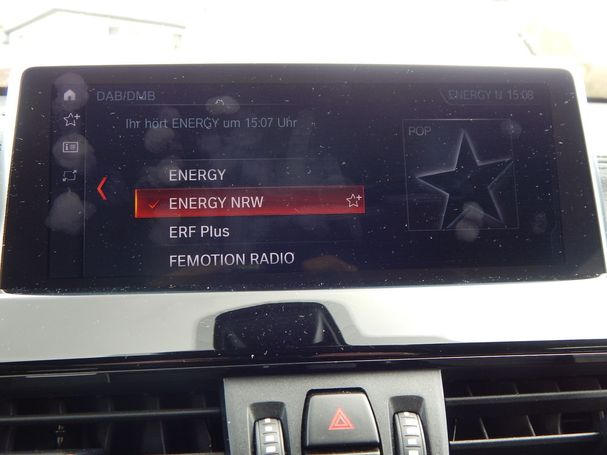 DAB/DMB
ENERGY N 15:08
Ihr hört ENERGY um 15:07 Uhr
POP
ENERGY
ENERGY NRW
ERF Plus
FEMOTION RADIO